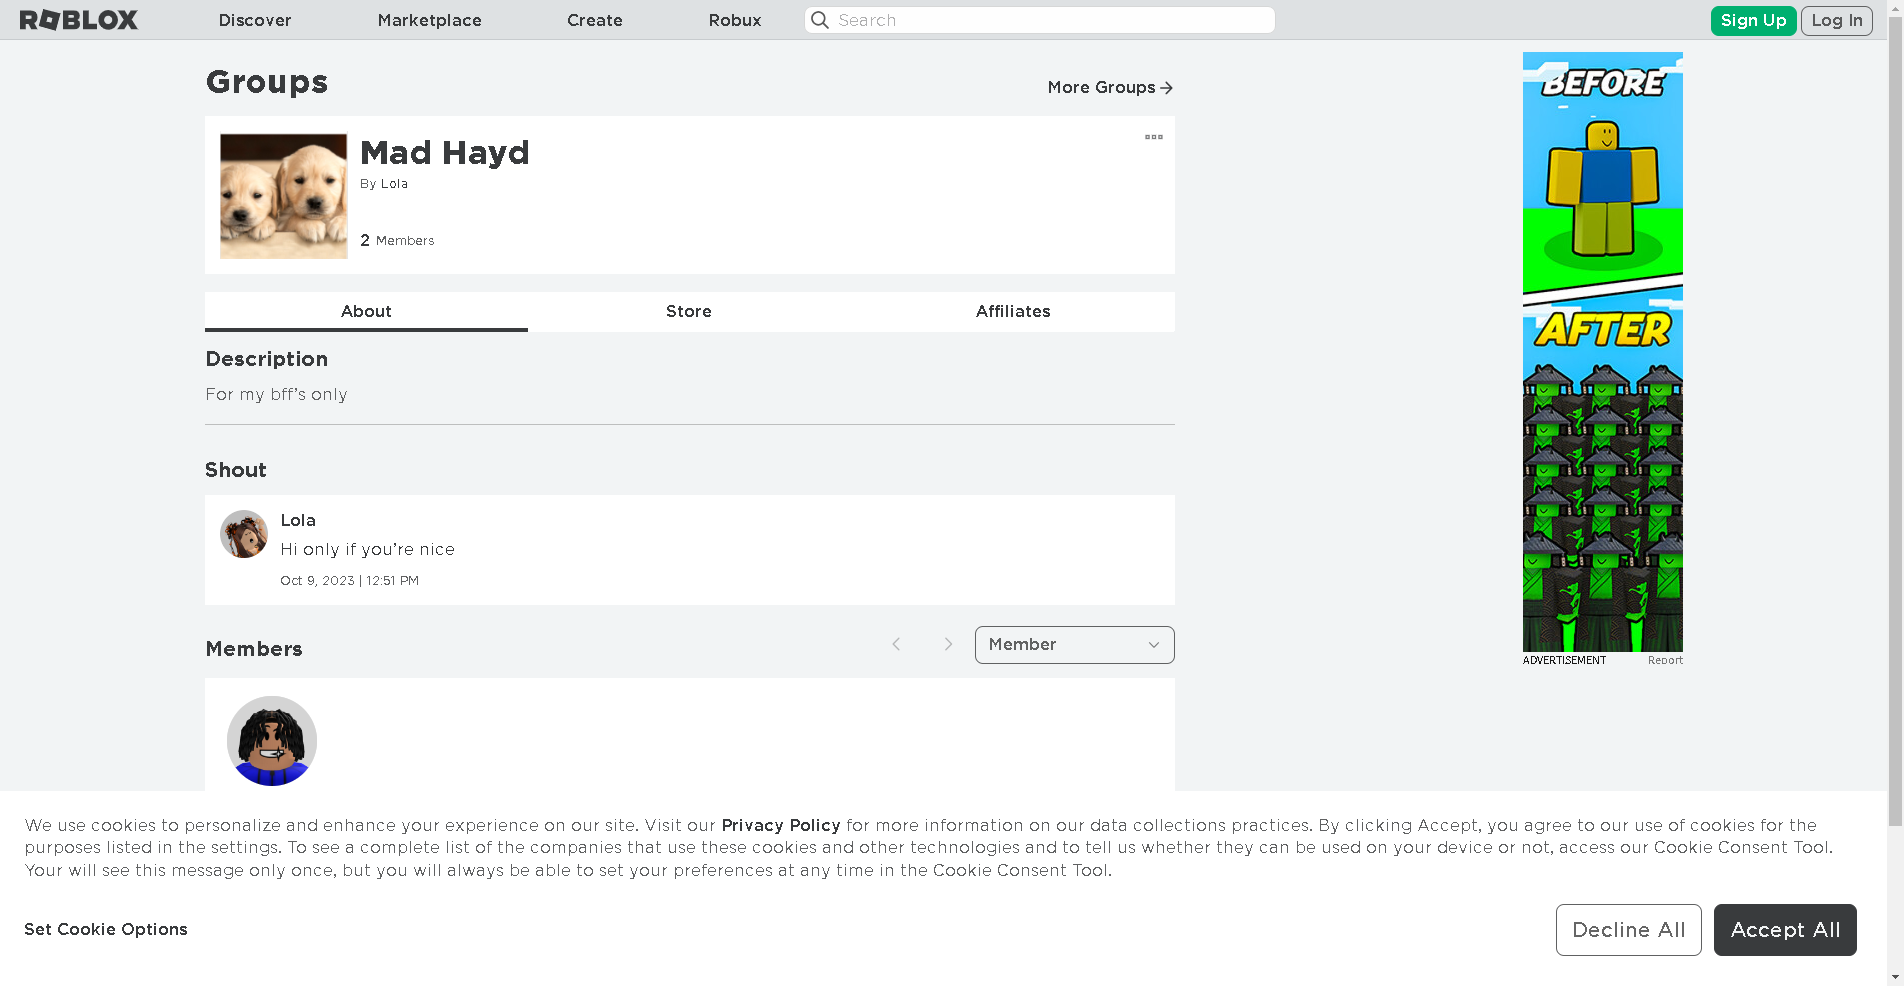 ROBLOX
Discover
Marketplace
Create
Robux
Search
Sign Up
Log In
Groups
More Groups
Mad Hayd
By Lola
2 Members
About
Store
Affiliates
Description
For my bff's only
Shout
Lola
Hi only if you're nice
Oct 9, 2023 | 12:51 PM
Members
Member
BEFORE
AFTER
ADVERTISEMENT
Report
We use cookies to personalize and enhance your experience on our site. Visit our Privacy Policy for more information on our data collections practices. By clicking Accept, you agree to our use of cookies for the
purposes listed in the settings. To see a complete list of the companies that use these cookies and other technologies and to tell us whether they can be used on your device or not, access our Cookie Consent Tool.
Your will see this message only once, but you will always be able to set your preferences at any time in the Cookie Consent Tool.
Set Cookie Options
Decline All
Accept All